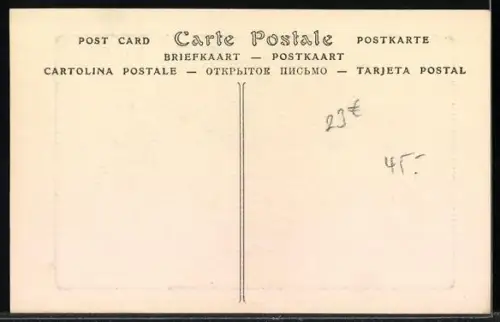 POST CARD Carte Postale POSTKARTE
BRIEFKAART — POSTKAART
CARTOLINA POSTALE — ОТКРЫТОЕ ПИСЬМО — TARJETA POSTAL
23€
45.-